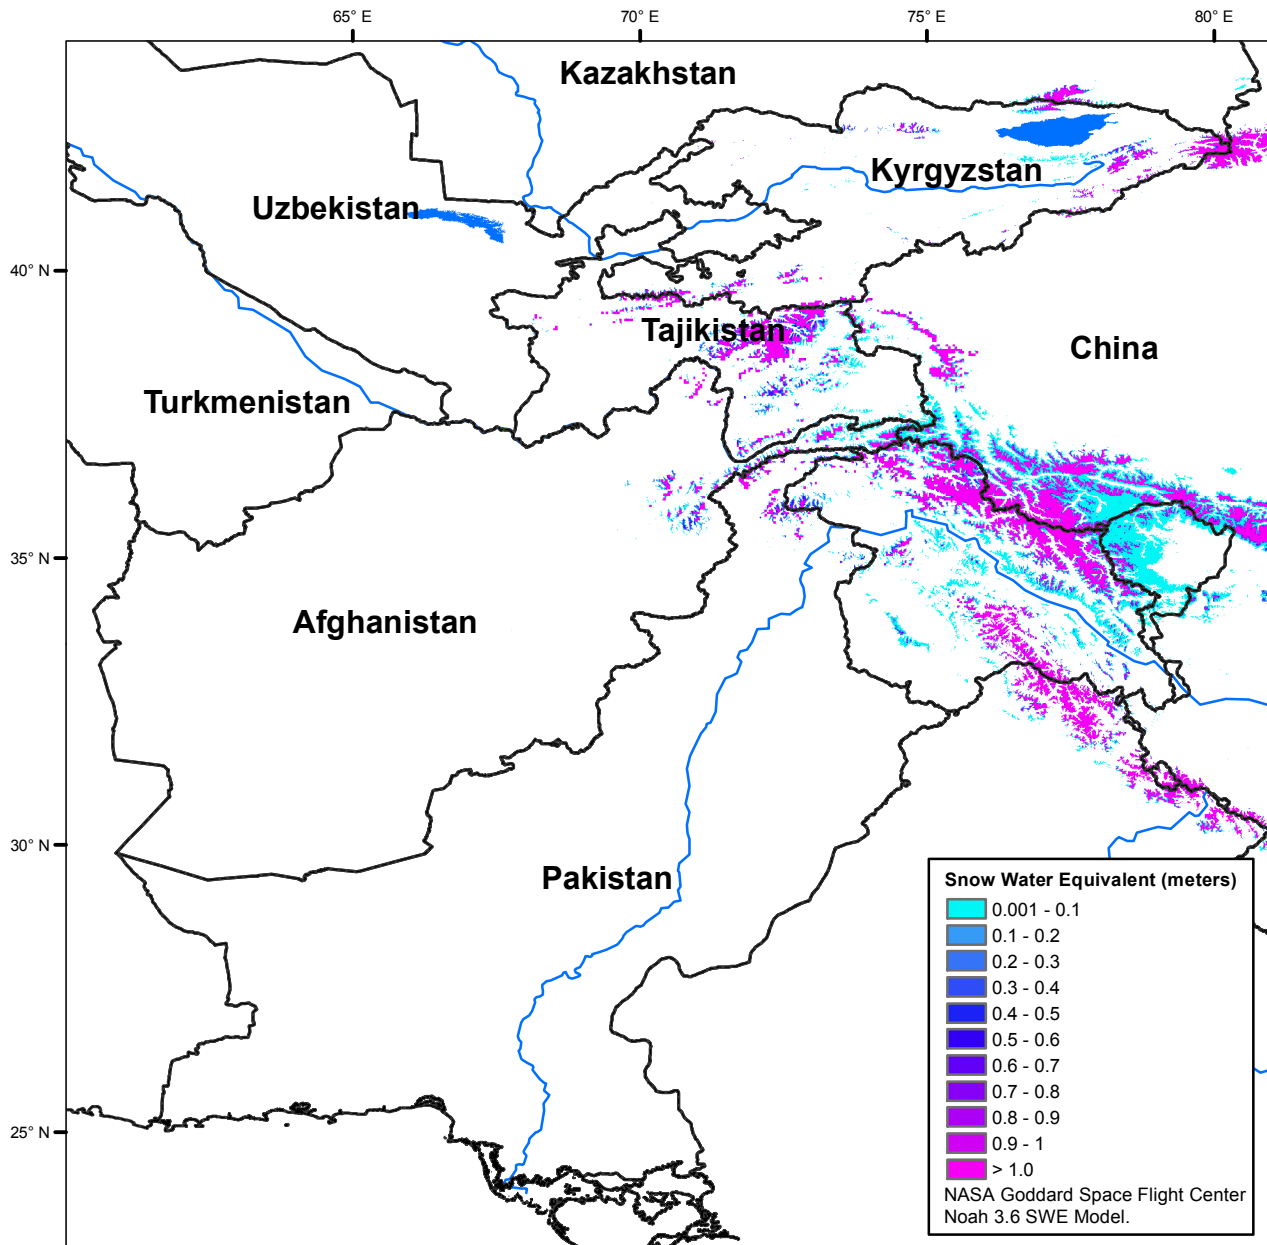 65° E
70° E
75° E
80° E
Kazakhstan
Kyrgyzstan
Uzbekistan
40° N
Tajikistan
China
Turkmenistan
35° N
Afghanistan
30° N
Pakistan
25° N
Snow Water Equivalent (meters)
0.001 - 0.1
0.1 - 0.2
0.2 - 0.3
0.3 - 0.4
0.4 - 0.5
0.5 - 0.6
0.6 - 0.7
0.7 - 0.8
0.8 - 0.9
0.9 - 1
> 1.0
NASA Goddard Space Flight Center
Noah 3.6 SWE Model.